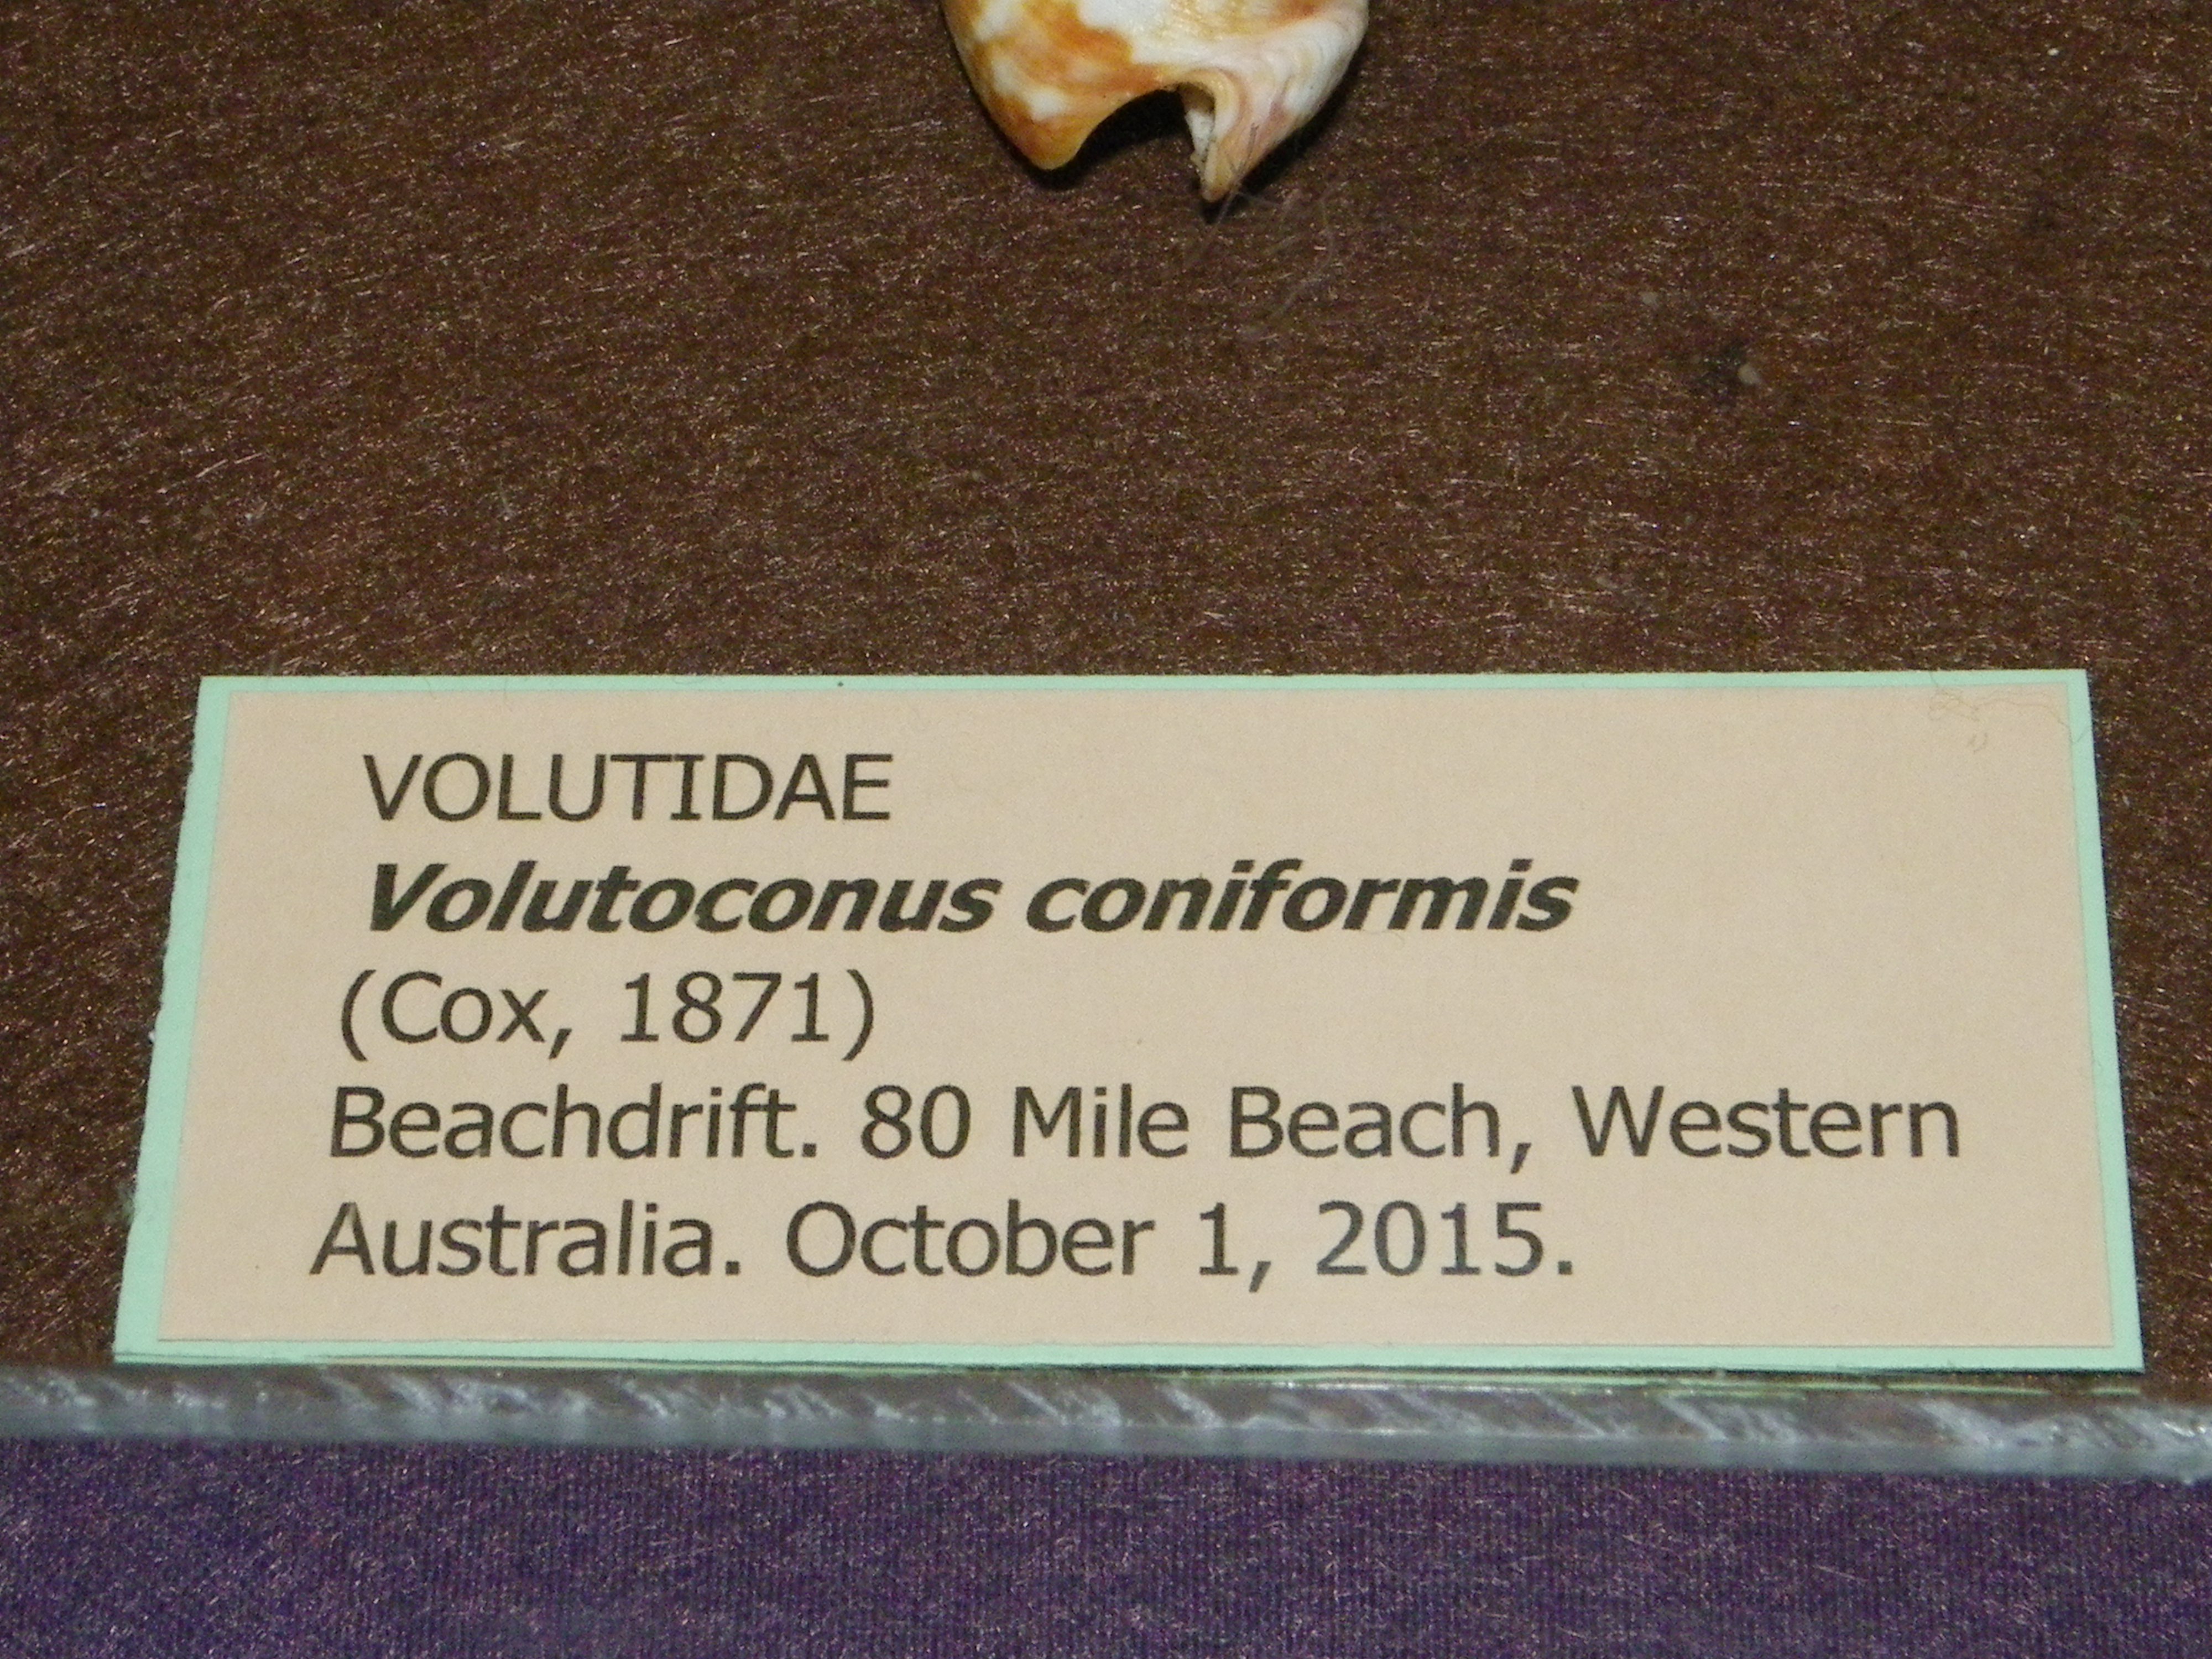 VOLUTIDAE
Volutoconus coniformis
(Cox, 1871)
Beachdrift. 80 Mile Beach, Western
Australia. October 1, 2015.